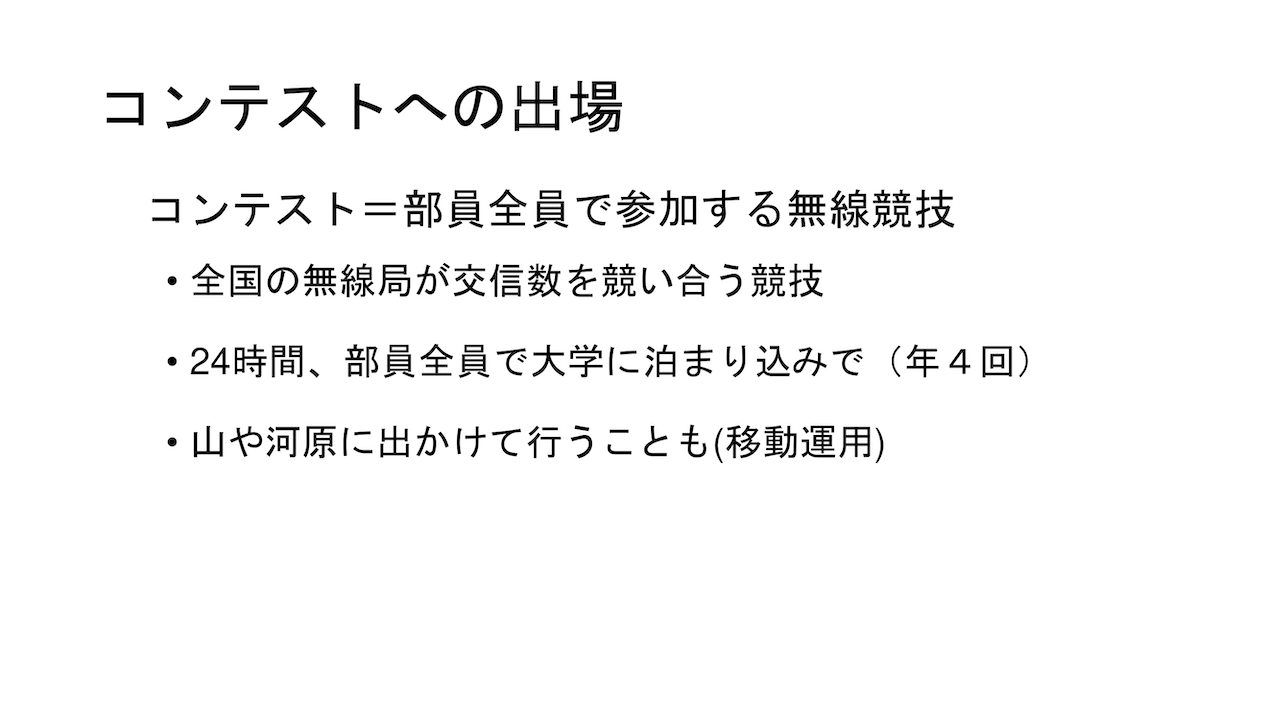 コンテストへの出場
コンテスト＝部員全員で参加する無線競技
• 全国の無線局が交信数を競い合う競技
• 24時間、部員全員で大学に泊まり込みで（年４回）
• 山や河原に出かけて行うことも(移動運用)